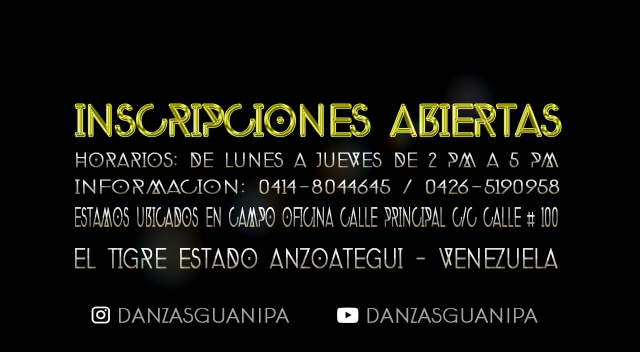 INSCRIPCIONES ABIERTAS
HORARIOS: DE LUNES A JUEVES DE 2 PM A 5 PM
INFORMACION: 0414-8044645 / 0426-5190958
ESTAMOS UBICADOS EN CAMPO OFICINA CALLE PRINCIPAL C/C CALLE # 100
EL TIGRE ESTADO ANZOATEGUI - VENEZUELA
DANZASGUANIPA DANZASGUANIPA